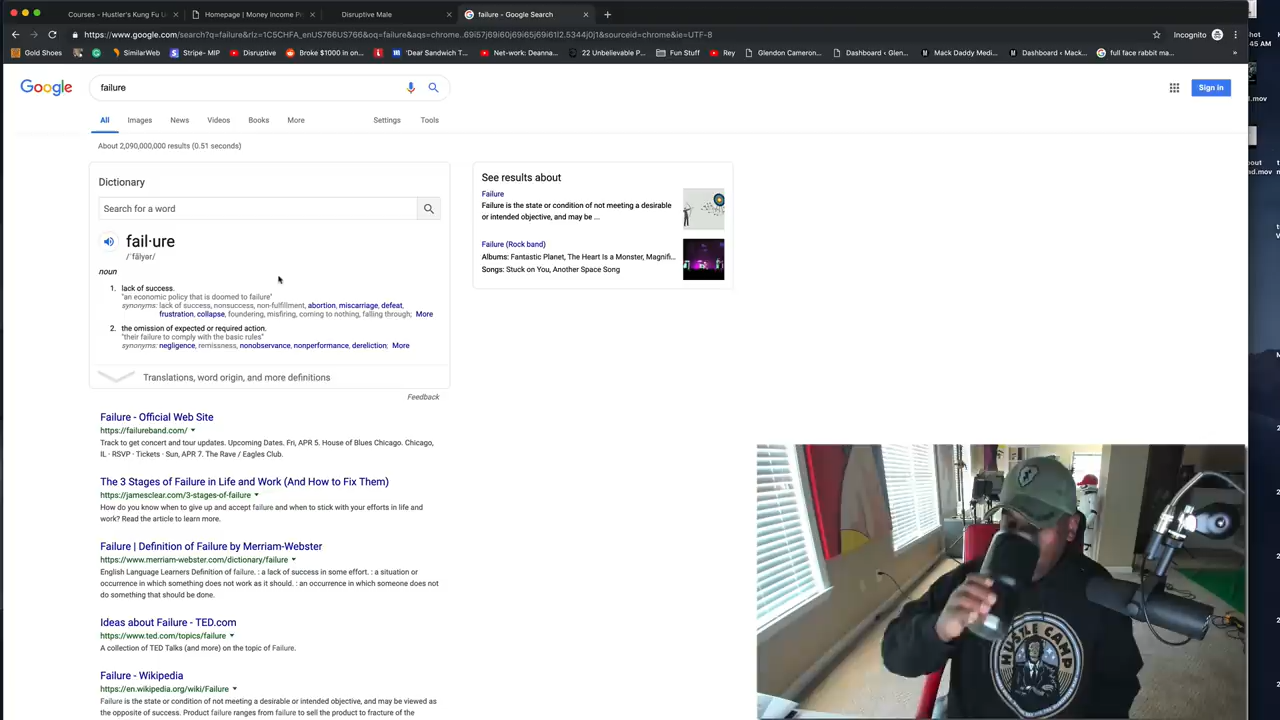 Courses - Hustler's Kung Fu U
Homepage | Money Income P
Disruptive Male
failure - Google Search
https://www.google.com/search?q=failure&rlz=1C5CHFA_enUS766US766&oq=failure&aqs=chrome..69i57j69i60j69i65j69i61l2.5344j0j1&sourceid=chrome&ie=UTF-8
Incognito
Gold Shoes
SimilarWeb
Stripe- MIP
Disruptive
Broke $1000 in on...
'Dear Sandwich T...
Net-work: Deanna...
22 Unbelievable P...
Fun Stuff
Rey
Glendon Cameron...
Dashboard ‹ Glen...
Mack Daddy Medi...
Dashboard ‹ Mack...
full face rabbit ma...
45 AM
Google
failure
Sign in
All
Images
News
Videos
Books
More
Settings
Tools
About 2,090,000,000 results (0.51 seconds)
Dictionary
Search for a word
fail·ure
/ˈfālyər/
noun
1. lack of success.
"an economic policy that is doomed to failure"
synonyms: lack of success, nonsuccess, non-fulfillment, abortion, miscarriage, defeat,
frustration, collapse, foundering, misfiring, coming to nothing, falling through; More
2. the omission of expected or required action.
"their failure to comply with the basic rules"
synonyms: negligence, remissness, nonobservance, nonperformance, dereliction; More
Translations, word origin, and more definitions
Feedback
See results about
Failure
Failure is the state or condition of not meeting a desirable
or intended objective, and may be ...
Failure (Rock band)
Albums: Fantastic Planet, The Heart Is a Monster, Magnifi...
Songs: Stuck on You, Another Space Song
Failure - Official Web Site
https://failureband.com/
Track to get concert and tour updates. Upcoming Dates. Fri, APR 5. House of Blues Chicago. Chicago,
IL · RSVP · Tickets · Sun, APR 7. The Rave / Eagles Club.
The 3 Stages of Failure in Life and Work (And How to Fix Them)
https://jamesclear.com/3-stages-of-failure
How do you know when to give up and accept failure and when to stick with your efforts in life and
work? Read the article to learn more.
Failure | Definition of Failure by Merriam-Webster
https://www.merriam-webster.com/dictionary/failure
English Language Learners Definition of failure. : a lack of success in some effort. : a situation or
occurrence in which something does not work as it should. : an occurrence in which someone does not
do something that should be done.
Ideas about Failure - TED.com
https://www.ted.com/topics/failure
A collection of TED Talks (and more) on the topic of Failure.
Failure - Wikipedia
https://en.wikipedia.org/wiki/Failure
Failure is the state or condition of not meeting a desirable or intended objective, and may be viewed as
the opposite of success. Product failure ranges from failure to sell the product to fracture of the
HUSTLE CAMP